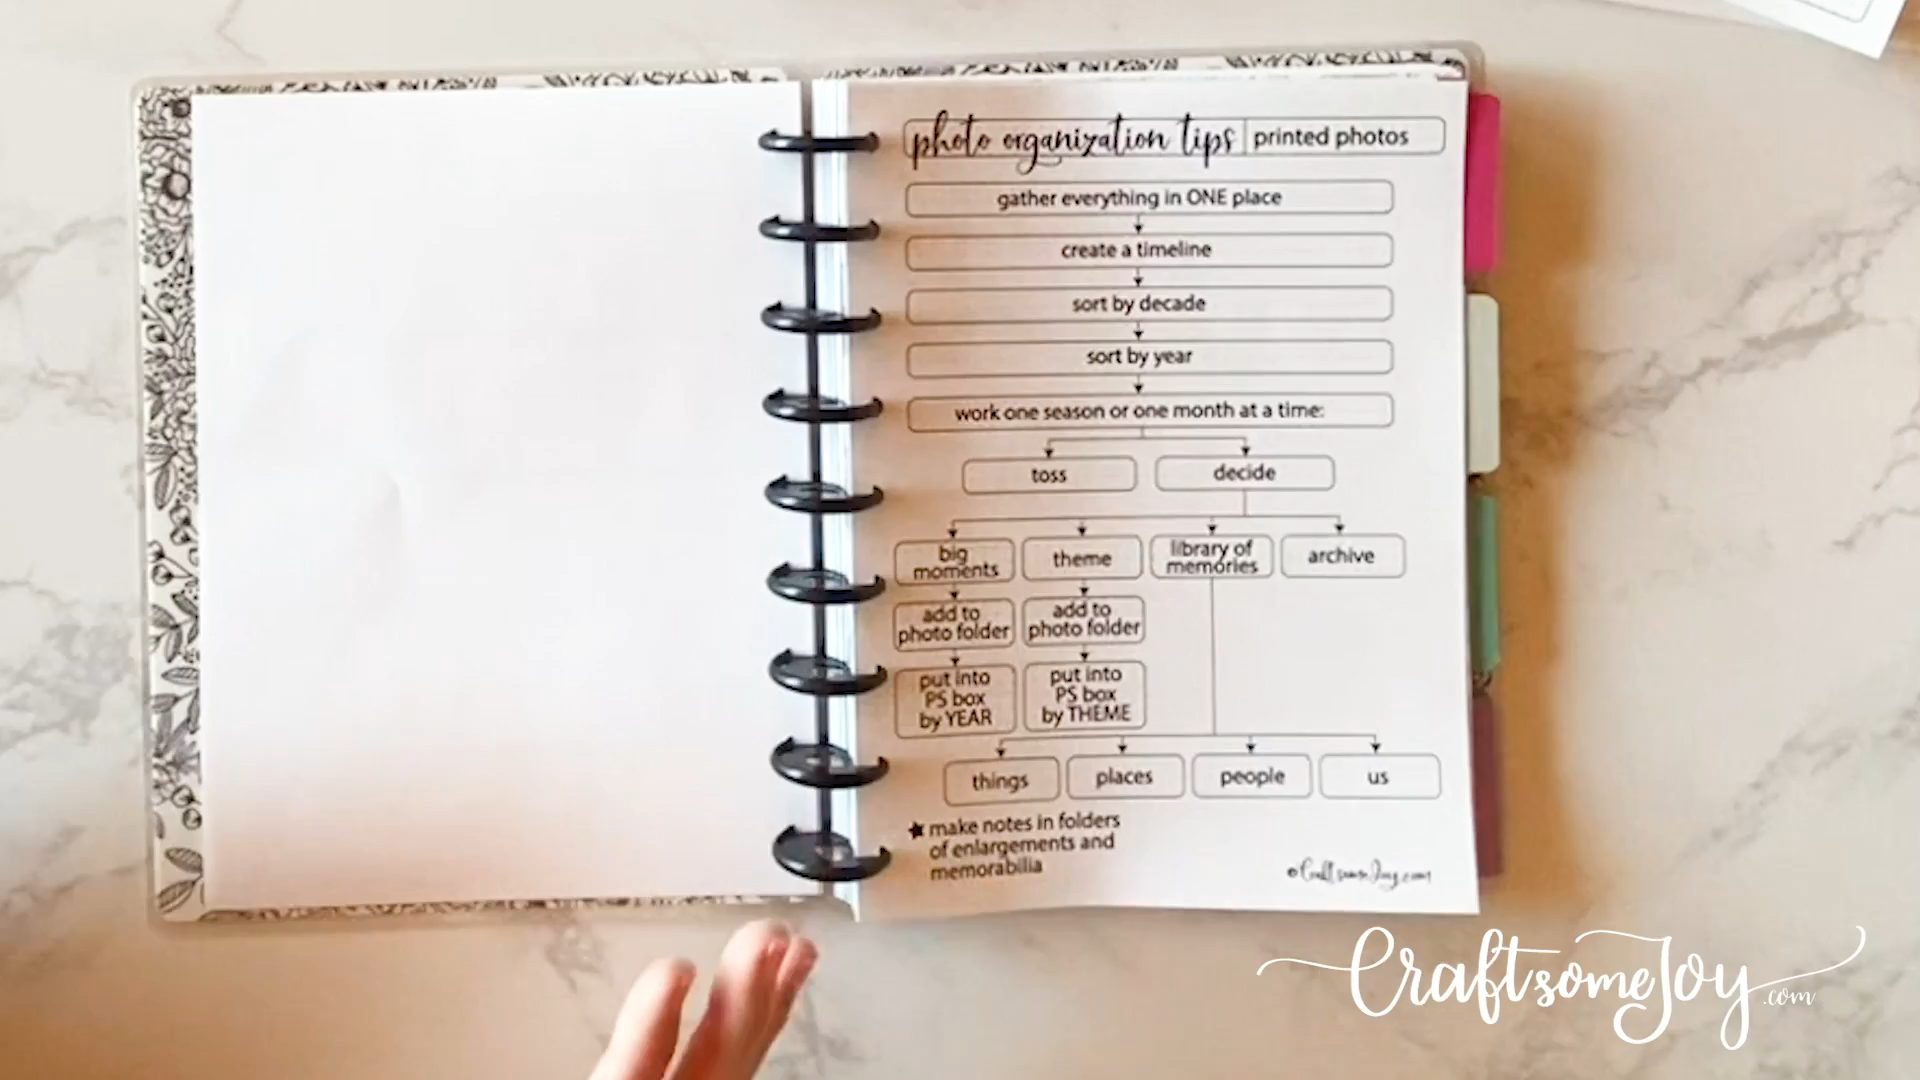 photo organization tips printed photos
gather everything in ONE place
create a timeline
sort by decade
sort by year
work one season or one month at a time:
toss
decide
big
moments
theme
library of
memories
archive
add to
photo folder
add to
photo folder
put into
PS box
by YEAR
put into
PS box
by THEME
things
places
people
us
★ make notes in folders
of enlargements and
memorabilia
©CraftsomeJoy.com
CraftsomeJoy.com